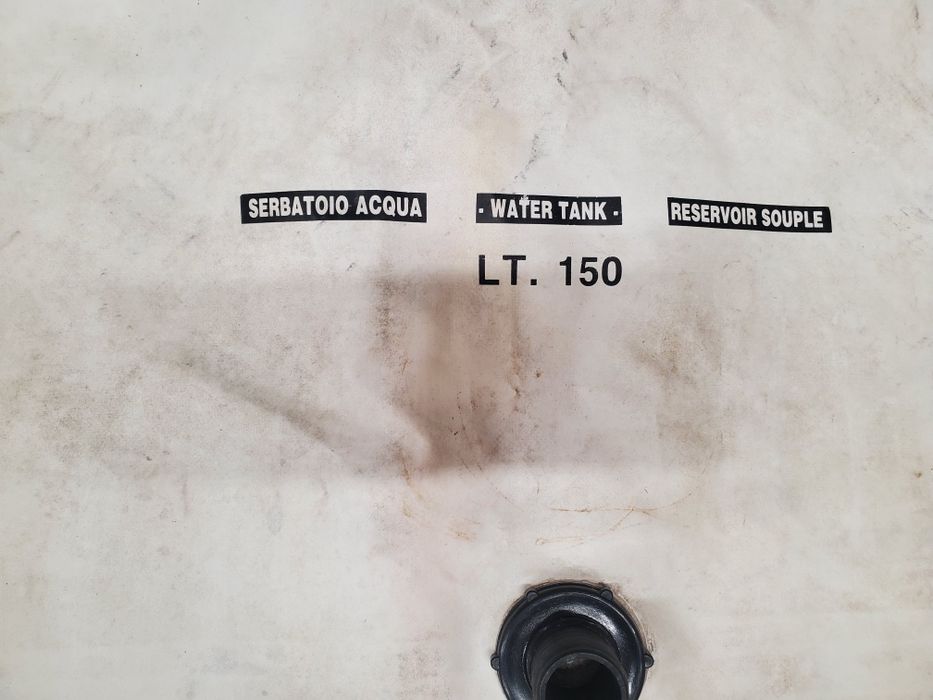 SERBATOIO ACQUA · WATER TANK · RESERVOIR SOUPLE
LT. 150